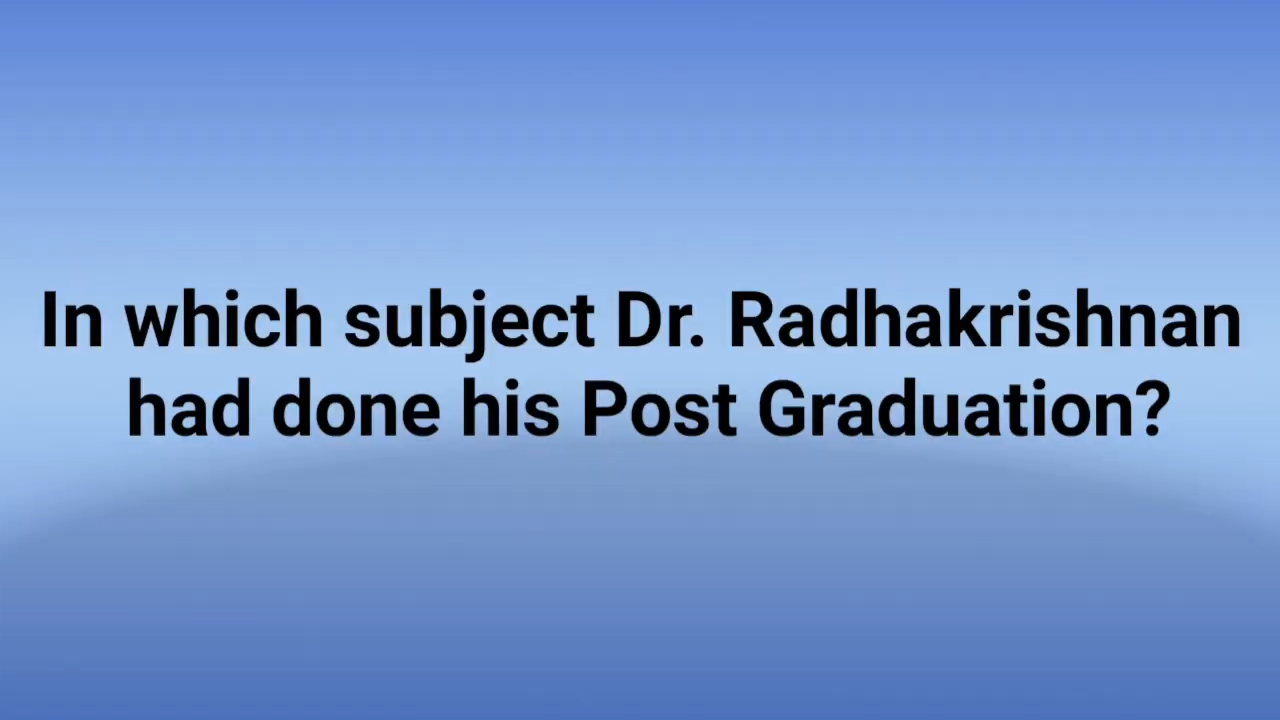 In which subject Dr. Radhakrishnan
had done his Post Graduation?